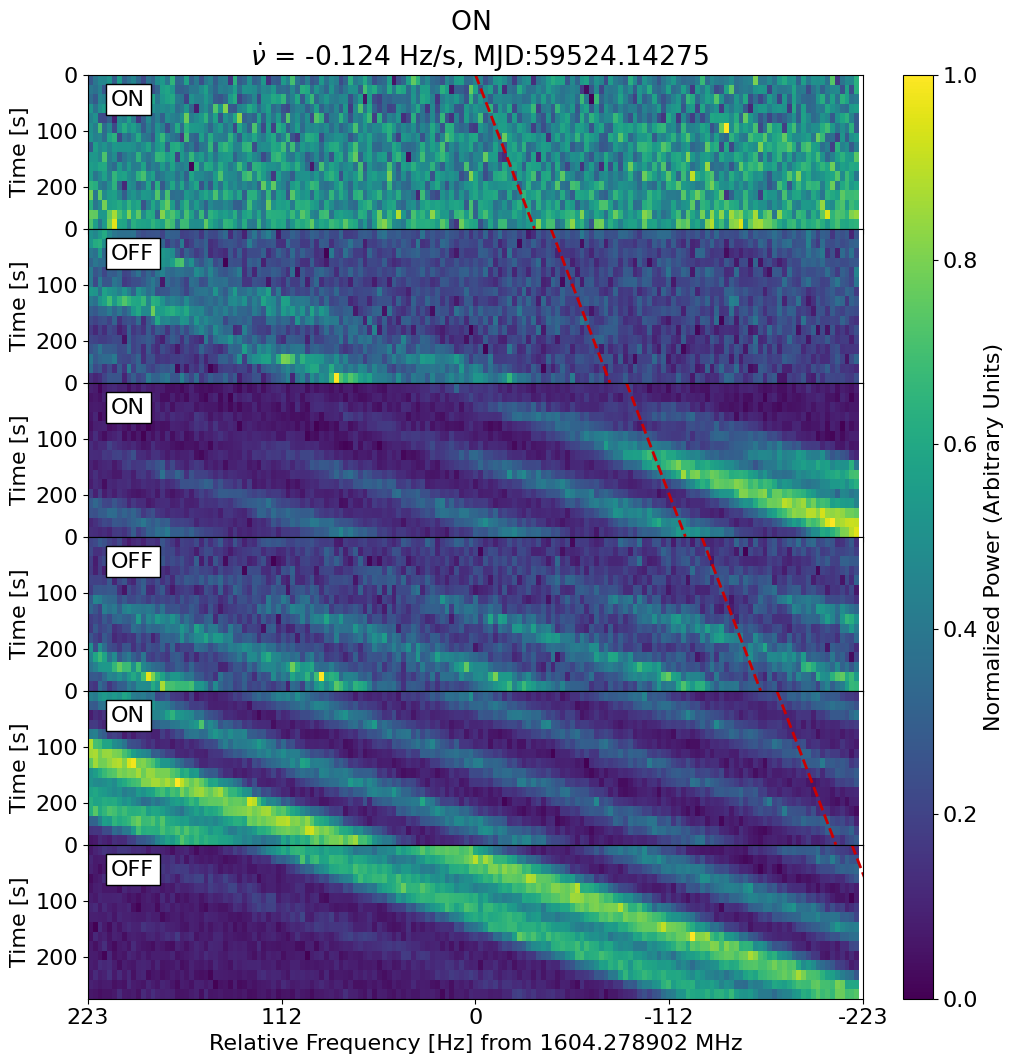 ON
ν̇ = -0.124 Hz/s, MJD:59524.14275
ON
0
100
200
Time [s]
OFF
0
100
200
Time [s]
ON
0
100
200
Time [s]
OFF
0
100
200
Time [s]
ON
0
100
200
Time [s]
OFF
0
100
200
Time [s]
223 112 0 -112 -223
Relative Frequency [Hz] from 1604.278902 MHz
1.0
0.8
0.6
0.4
0.2
0.0
Normalized Power (Arbitrary Units)